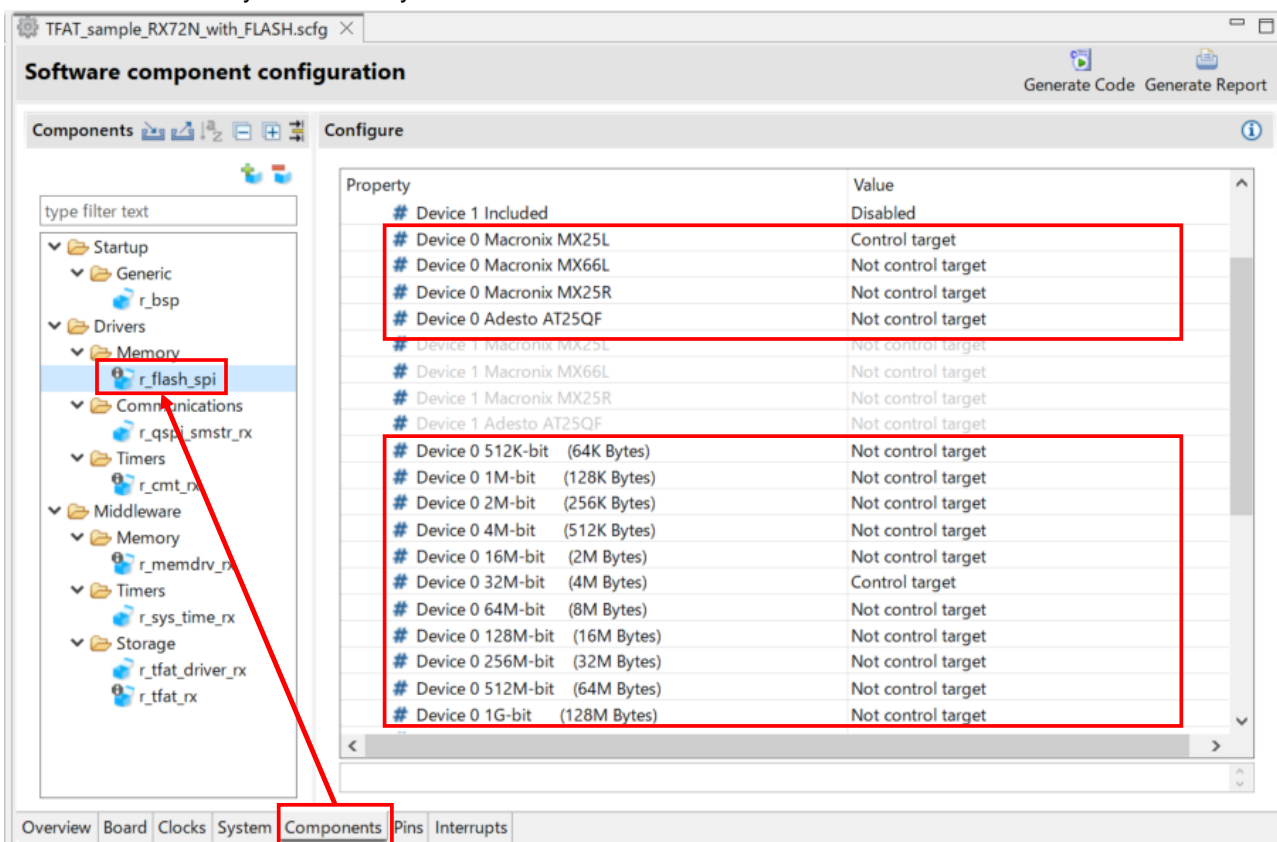 TFAT_sample_RX72N_with_FLASH.scfg
Software component configuration
Generate Code Generate Report
Components
Configure
type filter text
Startup
Generic
r_bsp
Drivers
Memory
r_flash_spi
Communications
r_qspi_smstr_rx
Timers
r_cmt_rx
Middleware
Memory
r_memdrv_rx
Timers
r_sys_time_rx
Storage
r_tfat_driver_rx
r_tfat_rx
Property Value
# Device 1 Included Disabled
# Device 0 Macronix MX25L Control target
# Device 0 Macronix MX66L Not control target
# Device 0 Macronix MX25R Not control target
# Device 0 Adesto AT25QF Not control target
# Device 1 Macronix MX25L Not control target
# Device 1 Macronix MX66L Not control target
# Device 1 Macronix MX25R Not control target
# Device 1 Adesto AT25QF Not control target
# Device 0 512K-bit (64K Bytes) Not control target
# Device 0 1M-bit (128K Bytes) Not control target
# Device 0 2M-bit (256K Bytes) Not control target
# Device 0 4M-bit (512K Bytes) Not control target
# Device 0 16M-bit (2M Bytes) Not control target
# Device 0 32M-bit (4M Bytes) Control target
# Device 0 64M-bit (8M Bytes) Not control target
# Device 0 128M-bit (16M Bytes) Not control target
# Device 0 256M-bit (32M Bytes) Not control target
# Device 0 512M-bit (64M Bytes) Not control target
# Device 0 1G-bit (128M Bytes) Not control target
Overview Board Clocks System Components Pins Interrupts